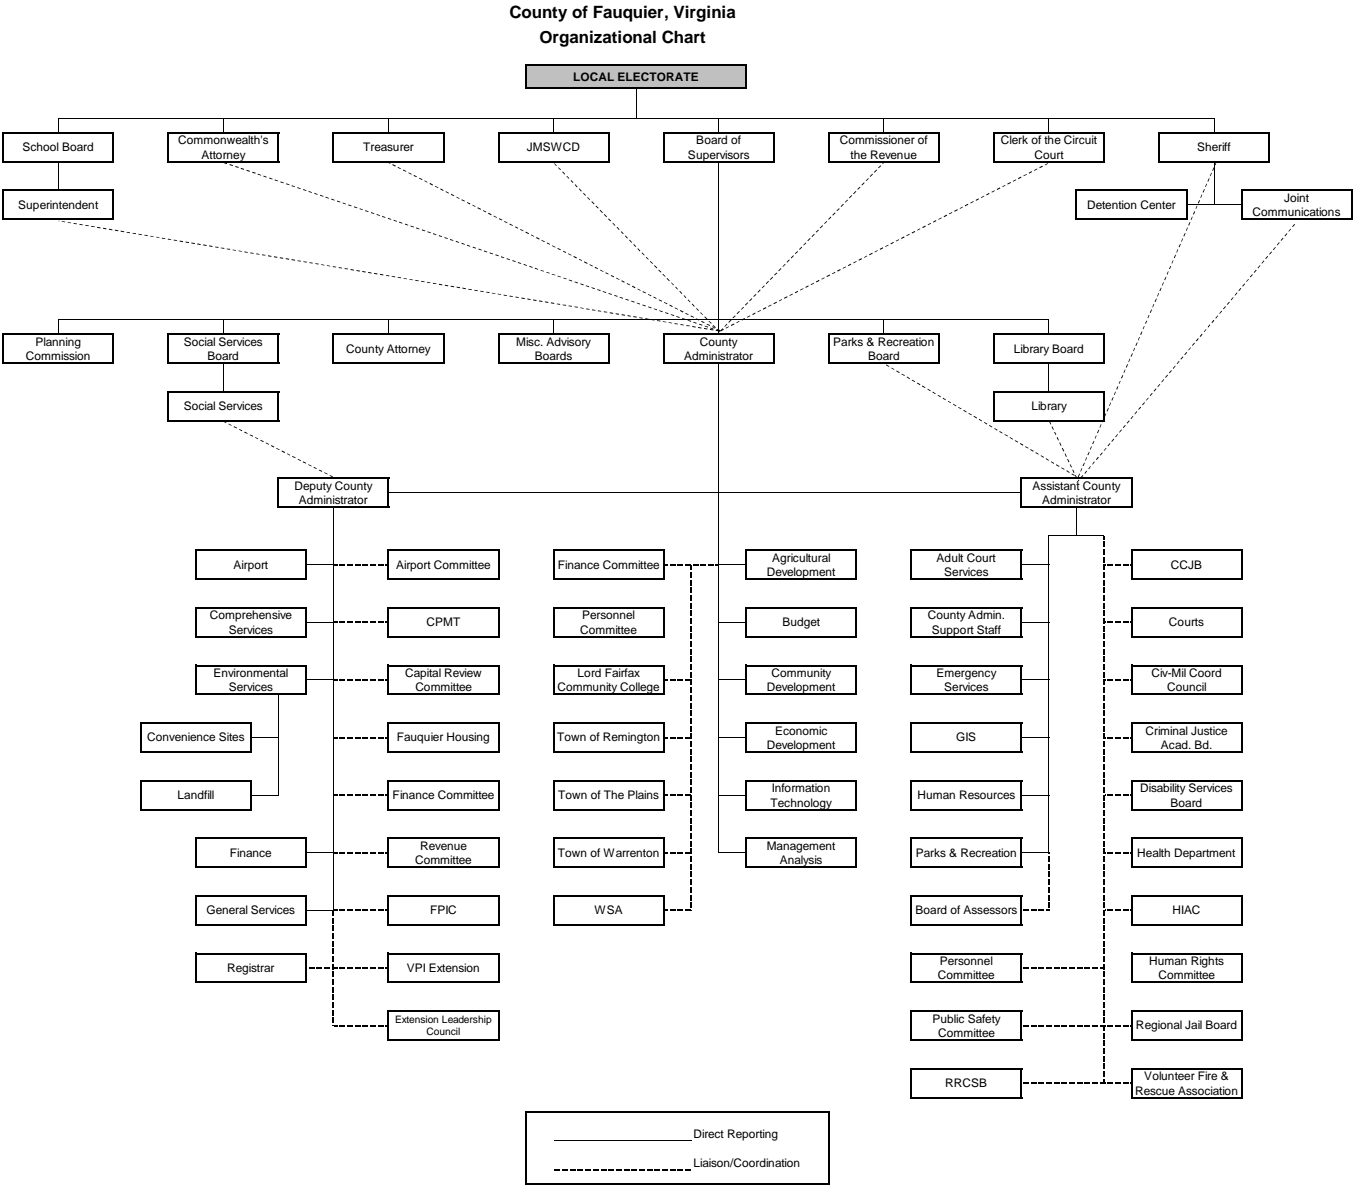 County of Fauquier, Virginia
Organizational Chart
LOCAL ELECTORATE
School Board
Commonwealth's
Attorney
Treasurer
JMSWCD
Board of
Supervisors
Commissioner of
the Revenue
Clerk of the Circuit
Court
Sheriff
Superintendent
Detention Center
Joint
Communications
Planning
Commission
Social Services
Board
County Attorney
Misc. Advisory
Boards
County
Administrator
Parks & Recreation
Board
Library Board
Social Services
Library
Deputy County
Administrator
Assistant County
Administrator
Airport
Airport Committee
Finance Committee
Agricultural
Development
Adult Court
Services
CCJB
Comprehensive
Services
CPMT
Personnel
Committee
Budget
County Admin.
Support Staff
Courts
Environmental
Services
Capital Review
Committee
Lord Fairfax
Community College
Community
Development
Emergency
Services
Civ-Mil Coord
Council
Convenience Sites
Fauquier Housing
Town of Remington
Economic
Development
GIS
Criminal Justice
Acad. Bd.
Landfill
Finance Committee
Town of The Plains
Information
Technology
Human Resources
Disability Services
Board
Finance
Revenue
Committee
Town of Warrenton
Management
Analysis
Parks & Recreation
Health Department
General Services
FPIC
WSA
Board of Assessors
HIAC
Registrar
VPI Extension
Personnel
Committee
Human Rights
Committee
Extension Leadership
Council
Public Safety
Committee
Regional Jail Board
RRCSB
Volunteer Fire &
Rescue Association
Direct Reporting
Liaison/Coordination